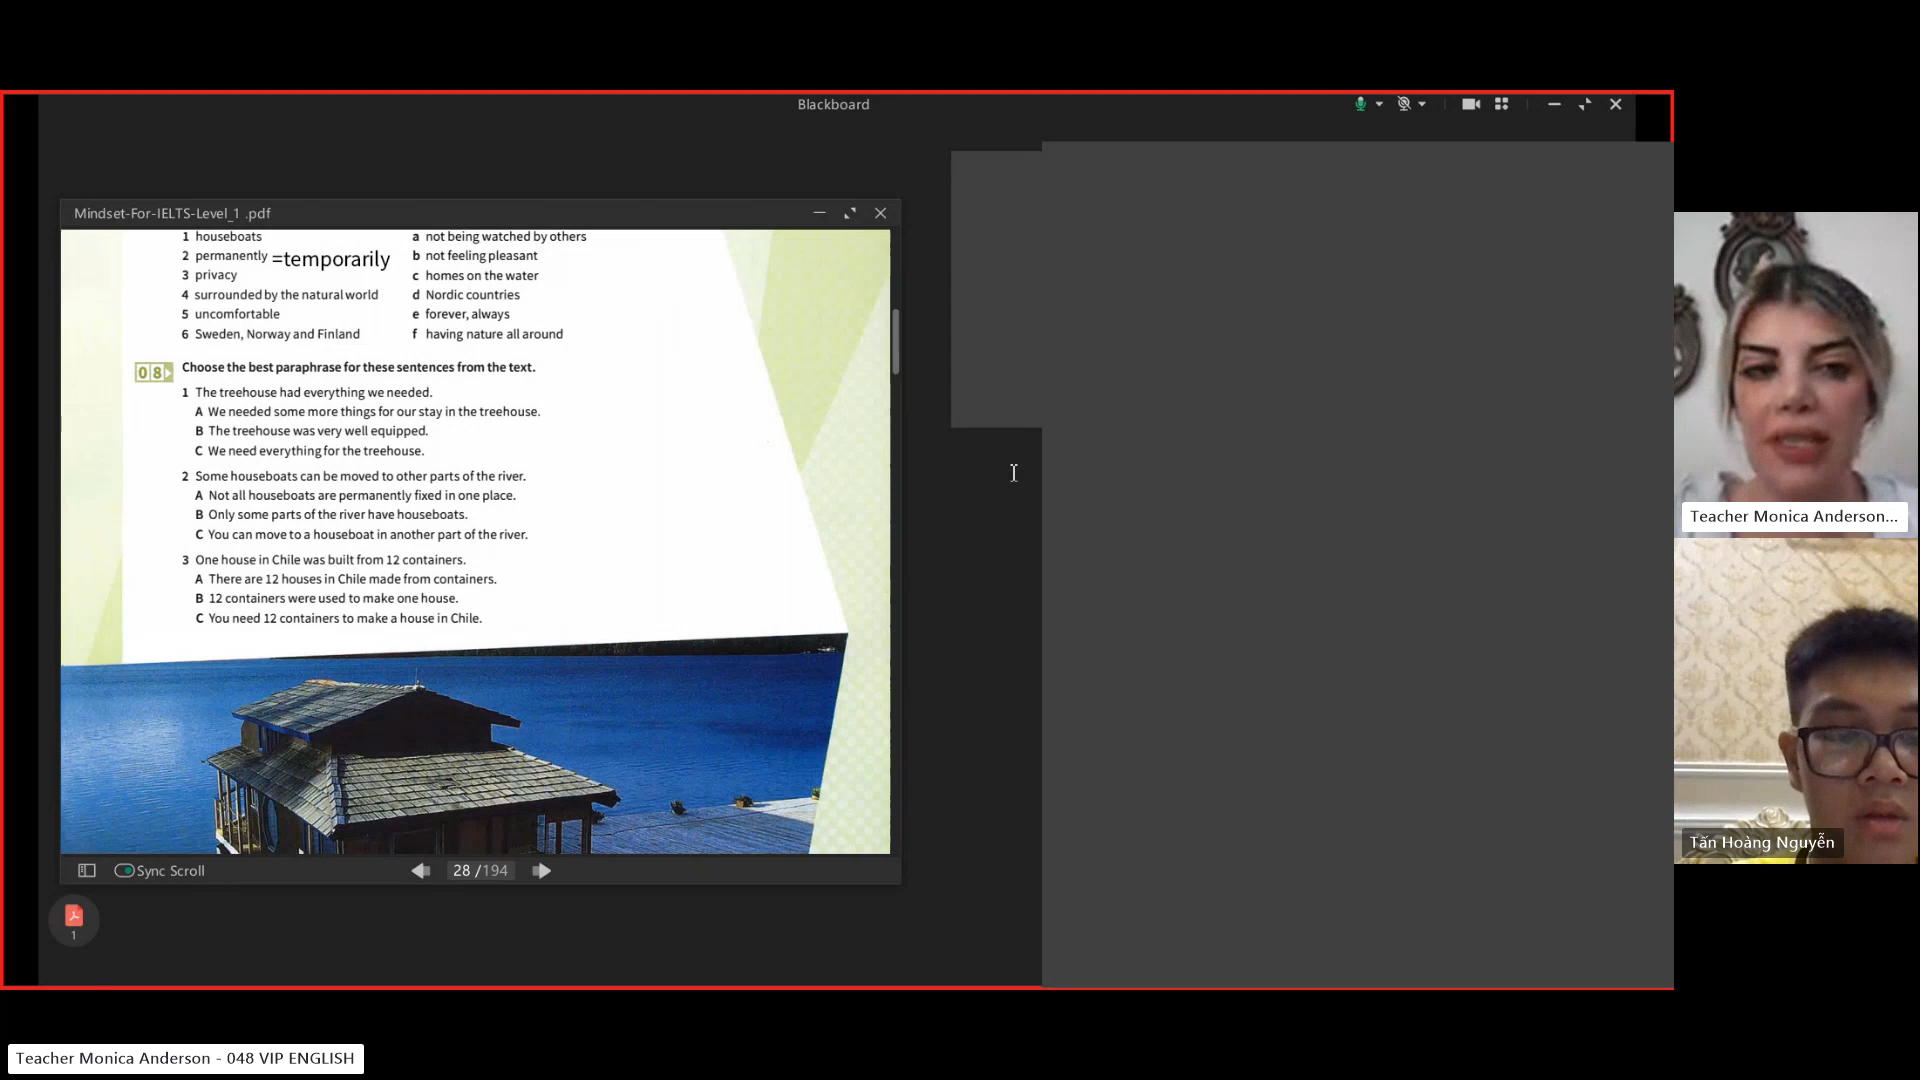 Blackboard
Mindset-For-IELTS-Level_1 .pdf
1 houseboats
a not being watched by others
2 permanently =temporarily
b not feeling pleasant
3 privacy
c homes on the water
4 surrounded by the natural world
d Nordic countries
5 uncomfortable
e forever, always
6 Sweden, Norway and Finland
f having nature all around
08 Choose the best paraphrase for these sentences from the text.
1 The treehouse had everything we needed.
A We needed some more things for our stay in the treehouse.
B The treehouse was very well equipped.
C We need everything for the treehouse.
2 Some houseboats can be moved to other parts of the river.
A Not all houseboats are permanently fixed in one place.
B Only some parts of the river have houseboats.
C You can move to a houseboat in another part of the river.
3 One house in Chile was built from 12 containers.
A There are 12 houses in Chile made from containers.
B 12 containers were used to make one house.
C You need 12 containers to make a house in Chile.
Sync Scroll
28 /194
1
Teacher Monica Anderson...
Tấn Hoàng Nguyễn
Teacher Monica Anderson - 048 VIP ENGLISH